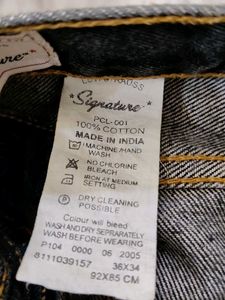 Signature
PCL-001
100% COTTON
MADE IN INDIA
MACHINE/HAND
WASH
NO CHLORINE
BLEACH
IRON AT MEDIUM
SETTING
DRY CLEANING
POSSIBLE
Colour will bleed
WASH AND DRY SEPRARATELY
WASH BEFORE WEARING
P104 0000 06 2005
8111039157 36X34
92X85 CM